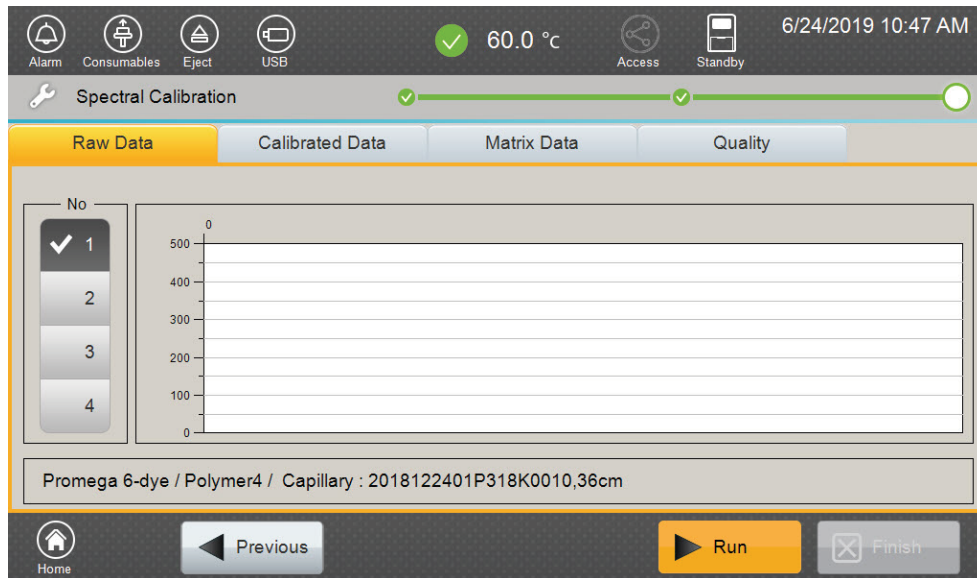 6/24/2019 10:47 AM
60.0 °c
Alarm
Consumables
Eject
USB
Access
Standby
Spectral Calibration
Raw Data
Calibrated Data
Matrix Data
Quality
No
1
2
3
4
0
500
400
300
200
100
0
Promega 6-dye / Polymer4 / Capillary : 2018122401P318K0010,36cm
Home
Previous
Run
Finish